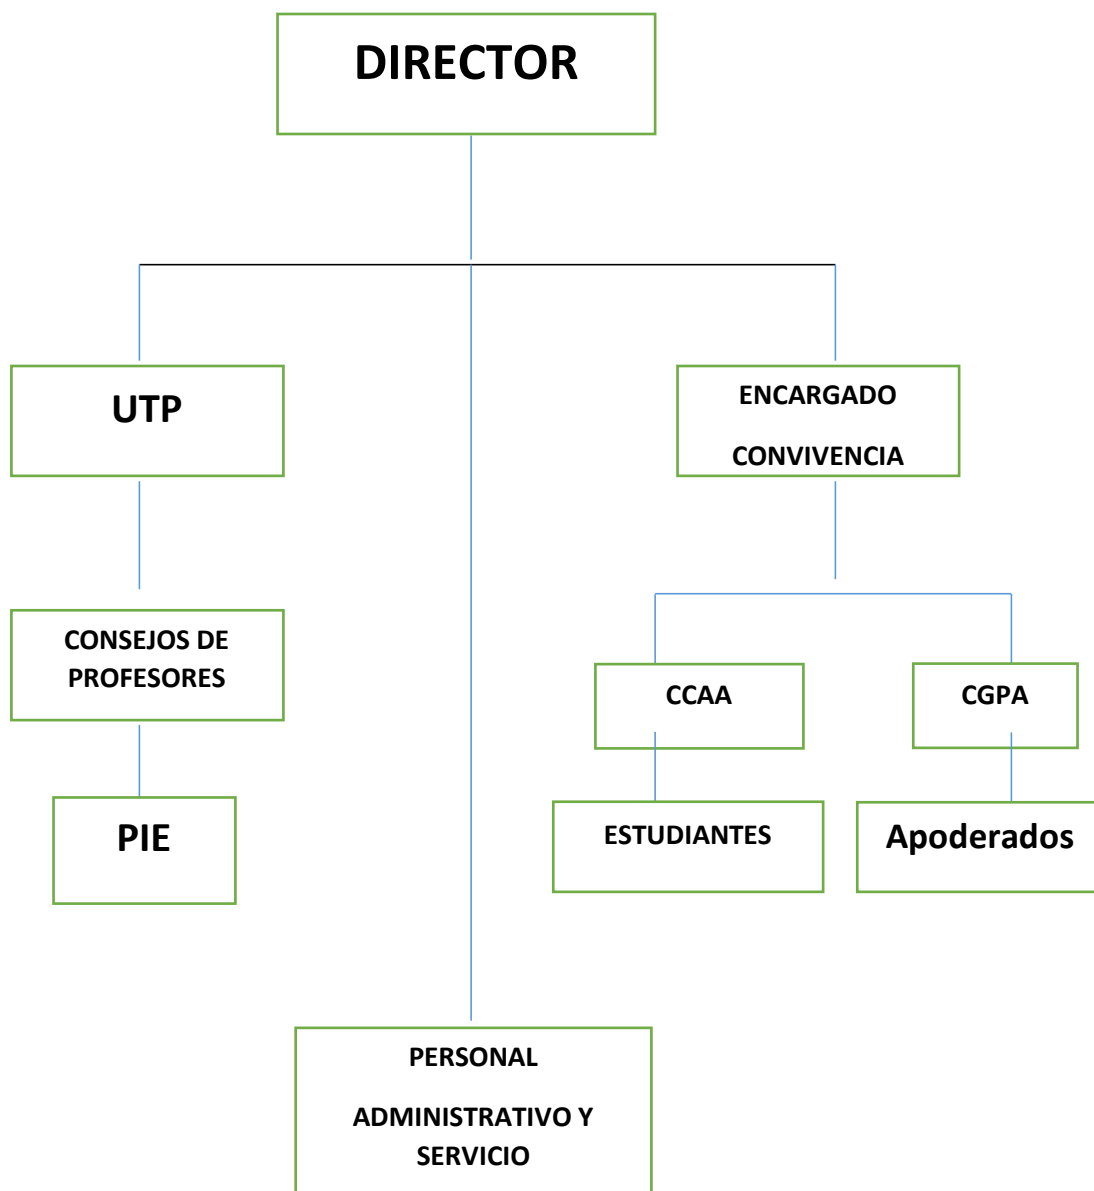 DIRECTOR
UTP
ENCARGADO
CONVIVENCIA
CONSEJOS DE
PROFESORES
CCAA
CGPA
PIE
ESTUDIANTES
Apoderados
PERSONAL
ADMINISTRATIVO Y
SERVICIO